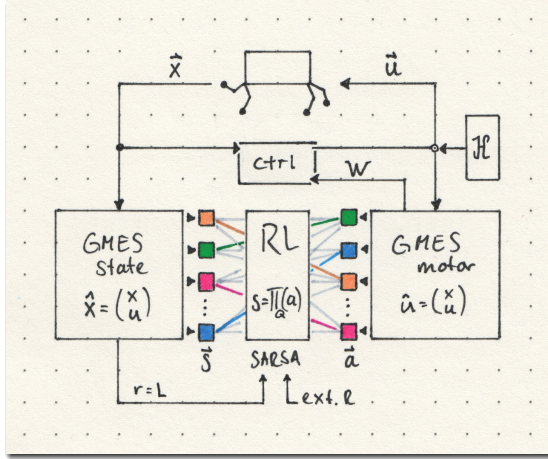 x⃗
u⃗
ctrl
ℋ
W
GMES
state
x̂ = (x u)
RL
S=∏(a)
a
GMES
motor
û = (x u)
s⃗
SARSA
a⃗
r=L
ext. R